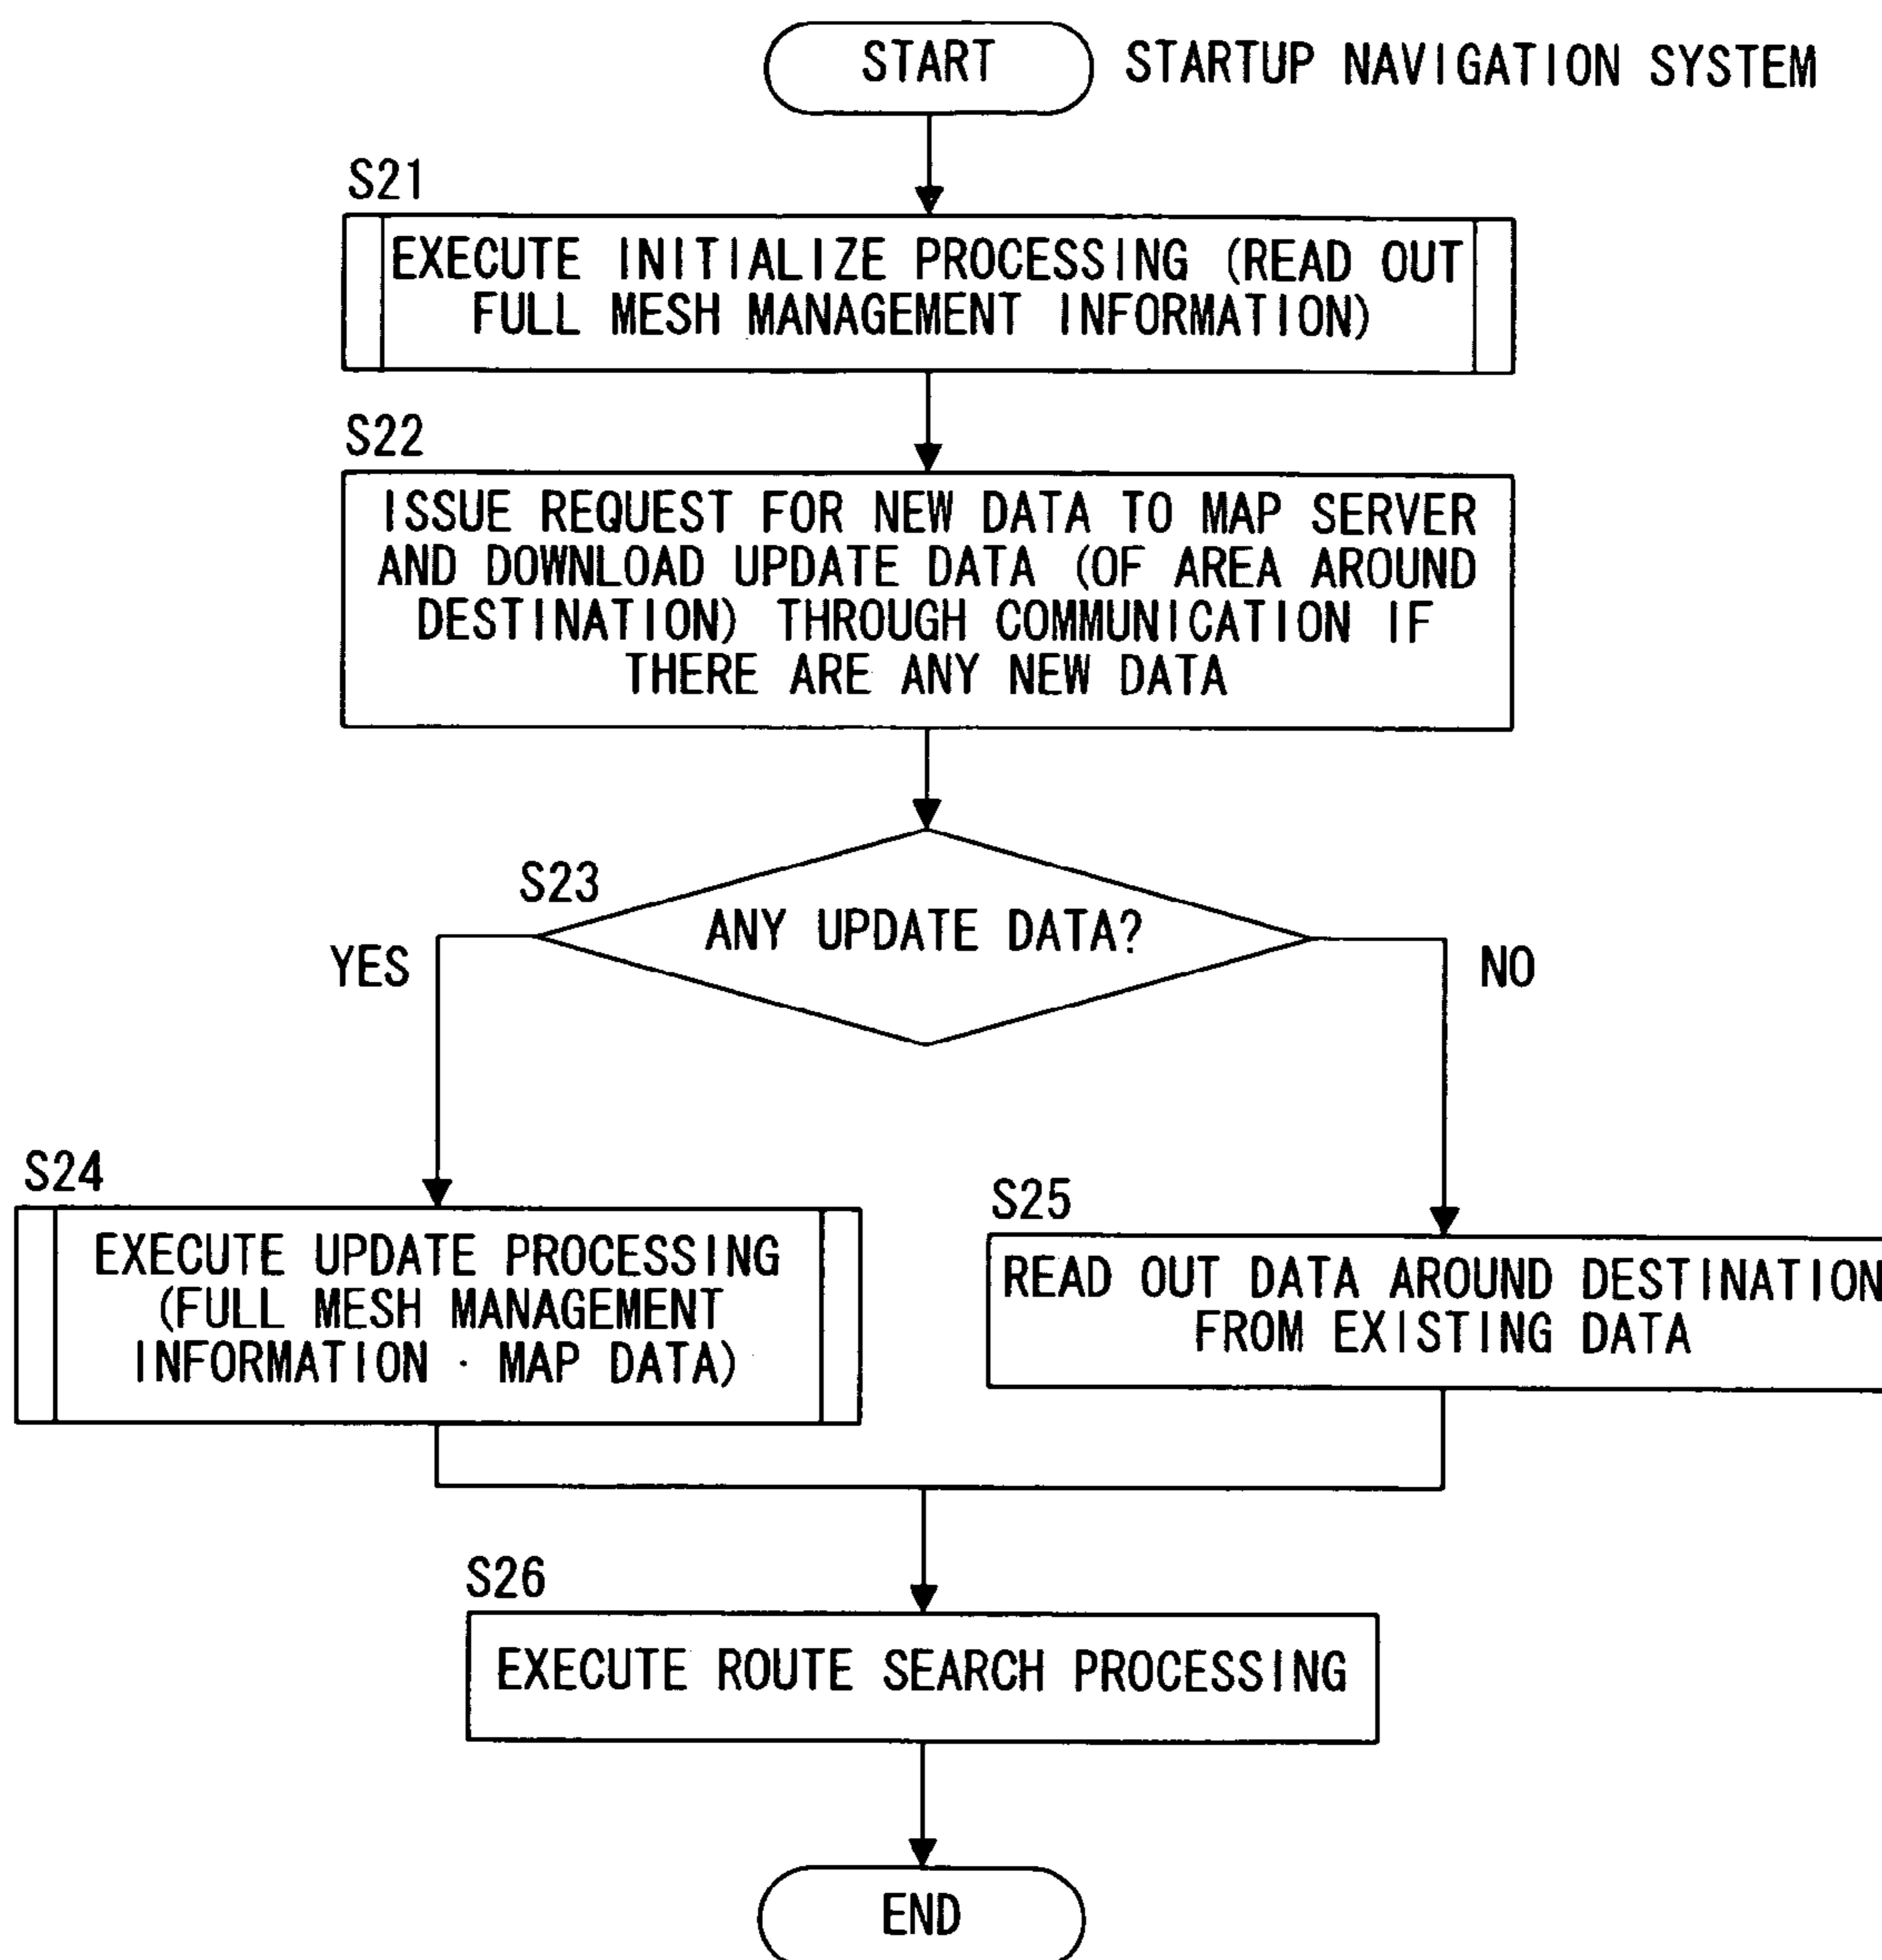 START
STARTUP NAVIGATION SYSTEM
S21
EXECUTE INITIALIZE PROCESSING (READ OUT
FULL MESH MANAGEMENT INFORMATION)
S22
ISSUE REQUEST FOR NEW DATA TO MAP SERVER
AND DOWNLOAD UPDATE DATA (OF AREA AROUND
DESTINATION) THROUGH COMMUNICATION IF
THERE ARE ANY NEW DATA
S23
ANY UPDATE DATA?
YES
NO
S24
EXECUTE UPDATE PROCESSING
(FULL MESH MANAGEMENT
INFORMATION · MAP DATA)
S25
READ OUT DATA AROUND DESTINATION
FROM EXISTING DATA
S26
EXECUTE ROUTE SEARCH PROCESSING
END